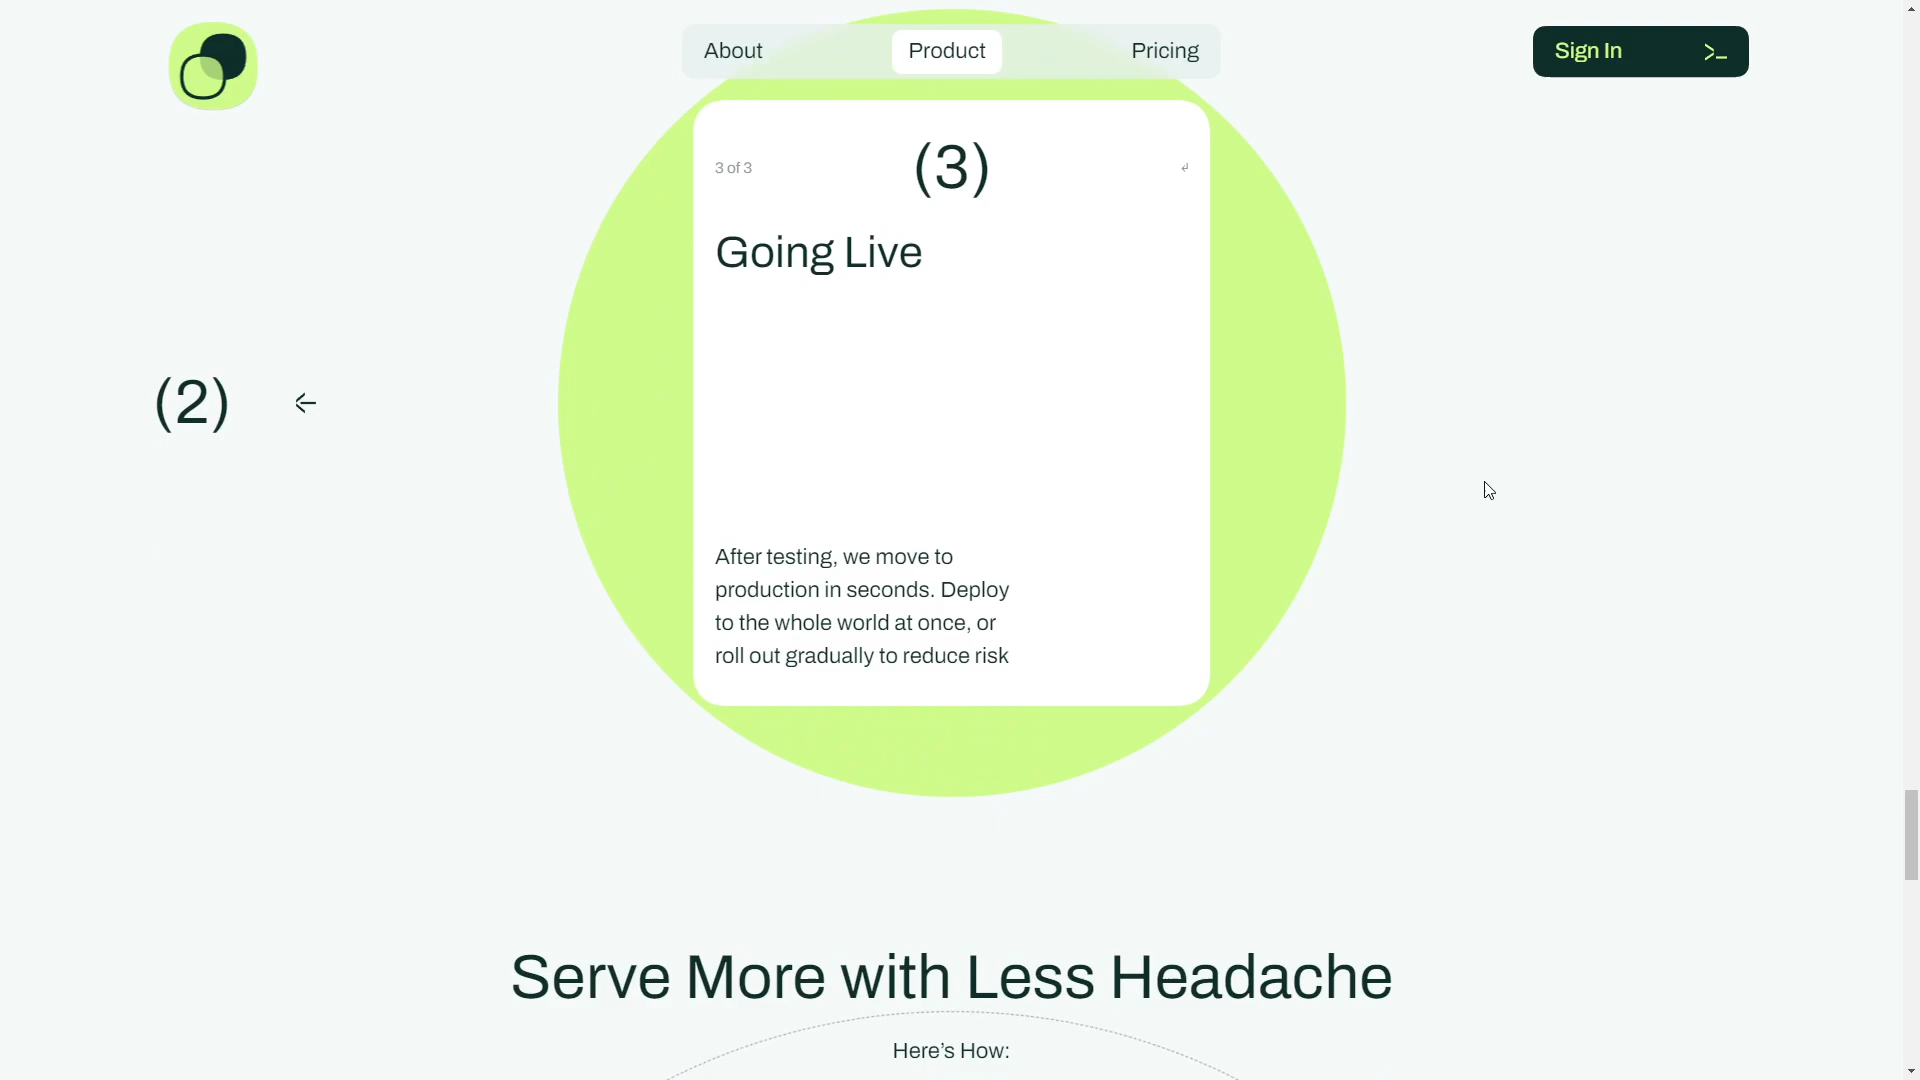 About
Product
Pricing
Sign In
3 of 3
(3)
Going Live
(2)
After testing, we move to
production in seconds. Deploy
to the whole world at once, or
roll out gradually to reduce risk
Serve More with Less Headache
Here’s How: